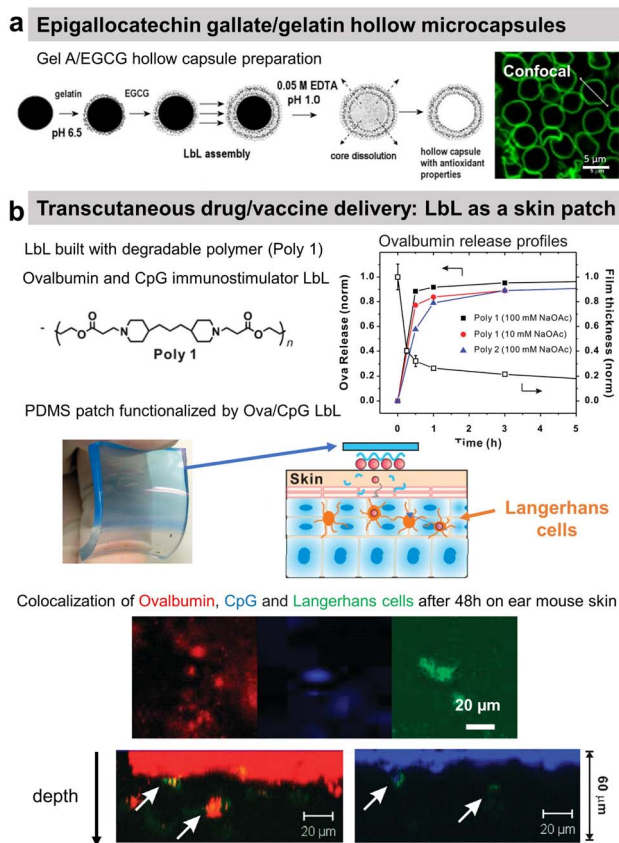 a Epigallocatechin gallate/gelatin hollow microcapsules
Gel A/EGCG hollow capsule preparation
gelatin
pH 6.5
EGCG
LbL assembly
0.05 M EDTA
pH 1.0
core dissolution
hollow capsule
with antioxidant
properties
Confocal
5 µm
5 µm
b Transcutaneous drug/vaccine delivery: LbL as a skin patch
LbL built with degradable polymer (Poly 1)
Ovalbumin and CpG immunostimulator LbL
O
O
N
N
O
O
n
Poly 1
Ovalbumin release profiles
Ova Release (norm)
1.0
0.8
0.6
0.4
0.2
0.0
Poly 1 (100 mM NaOAc)
Poly 1 (10 mM NaOAc)
Poly 2 (100 mM NaOAc)
1.0
0.8
0.6
0.4
0.2
0.0
Film thickness
(norm)
0 1 2 3 4 5
Time (h)
PDMS patch functionalized by Ova/CpG LbL
Skin
Langerhans
cells
Colocalization of Ovalbumin, CpG and Langerhans cells after 48h on ear mouse skin
20 µm
depth
20 µm
20 µm
60 µm